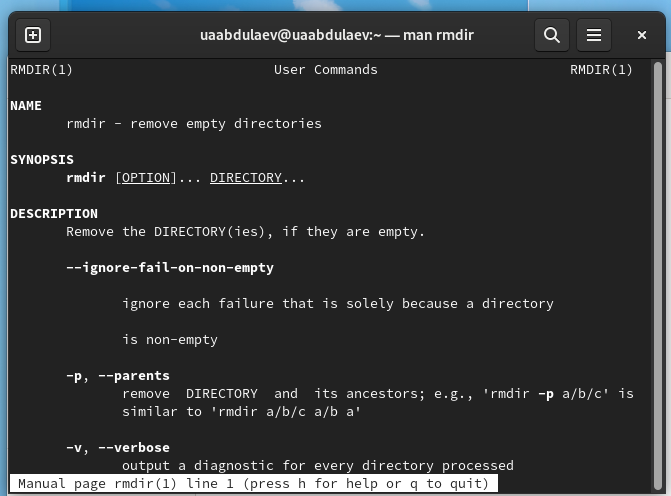 uaabdulaev@uaabdulaev:~ — man rmdir
RMDIR(1) User Commands RMDIR(1)
NAME
rmdir - remove empty directories
SYNOPSIS
rmdir [OPTION]... DIRECTORY...
DESCRIPTION
Remove the DIRECTORY(ies), if they are empty.
--ignore-fail-on-non-empty
ignore each failure that is solely because a directory
is non-empty
-p, --parents
remove DIRECTORY and its ancestors; e.g., 'rmdir -p a/b/c' is
similar to 'rmdir a/b/c a/b a'
-v, --verbose
output a diagnostic for every directory processed
Manual page rmdir(1) line 1 (press h for help or q to quit)